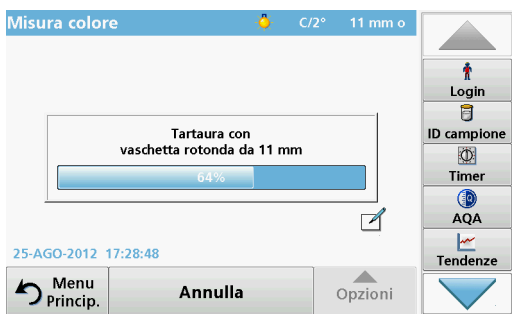 Misura colore C/2° 11 mm o
Login
ID campione
Timer
AQA
Tendenze
Tartaura con
vaschetta rotonda da 11 mm
64%
25-AGO-2012 17:28:48
Menu
Princip.
Annulla
Opzioni